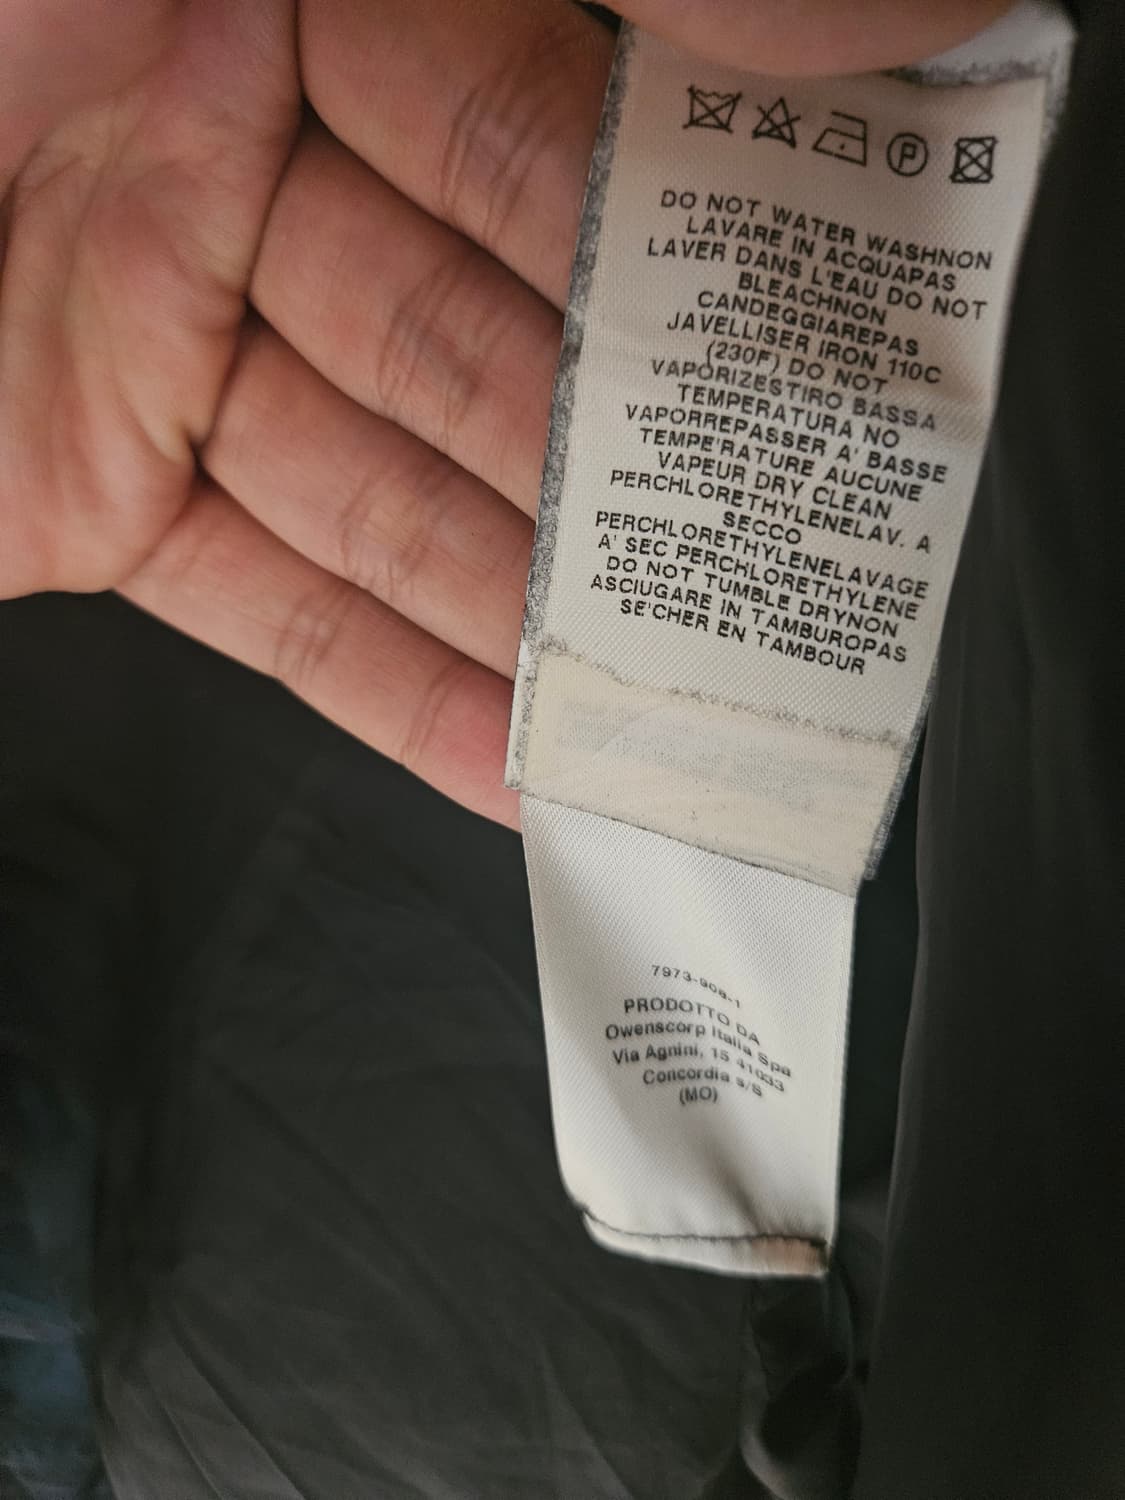 P
DO NOT WATER WASHNON
LAVARE IN ACQUAPAS
LAVER DANS L'EAU DO NOT
BLEACHNON
CANDEGGIAREPAS
JAVELLISER IRON 110C
(230F) DO NOT
VAPORIZESTIRO BASSA
TEMPERATURA NO
VAPORREPASSER A' BASSE
TEMPE'RATURE AUCUNE
VAPEUR DRY CLEAN
PERCHLORETHYLENELAV. A
SECCO
PERCHLORETHYLENELAVAGE
A' SEC PERCHLORETHYLENE
DO NOT TUMBLE DRYNON
ASCIUGARE IN TAMBUROPAS
SE'CHER EN TAMBOUR
PRODOTTO DA
Owenscorp Italia Spa
Via Agnini, 15 41033
Concordia s/S
(MO)